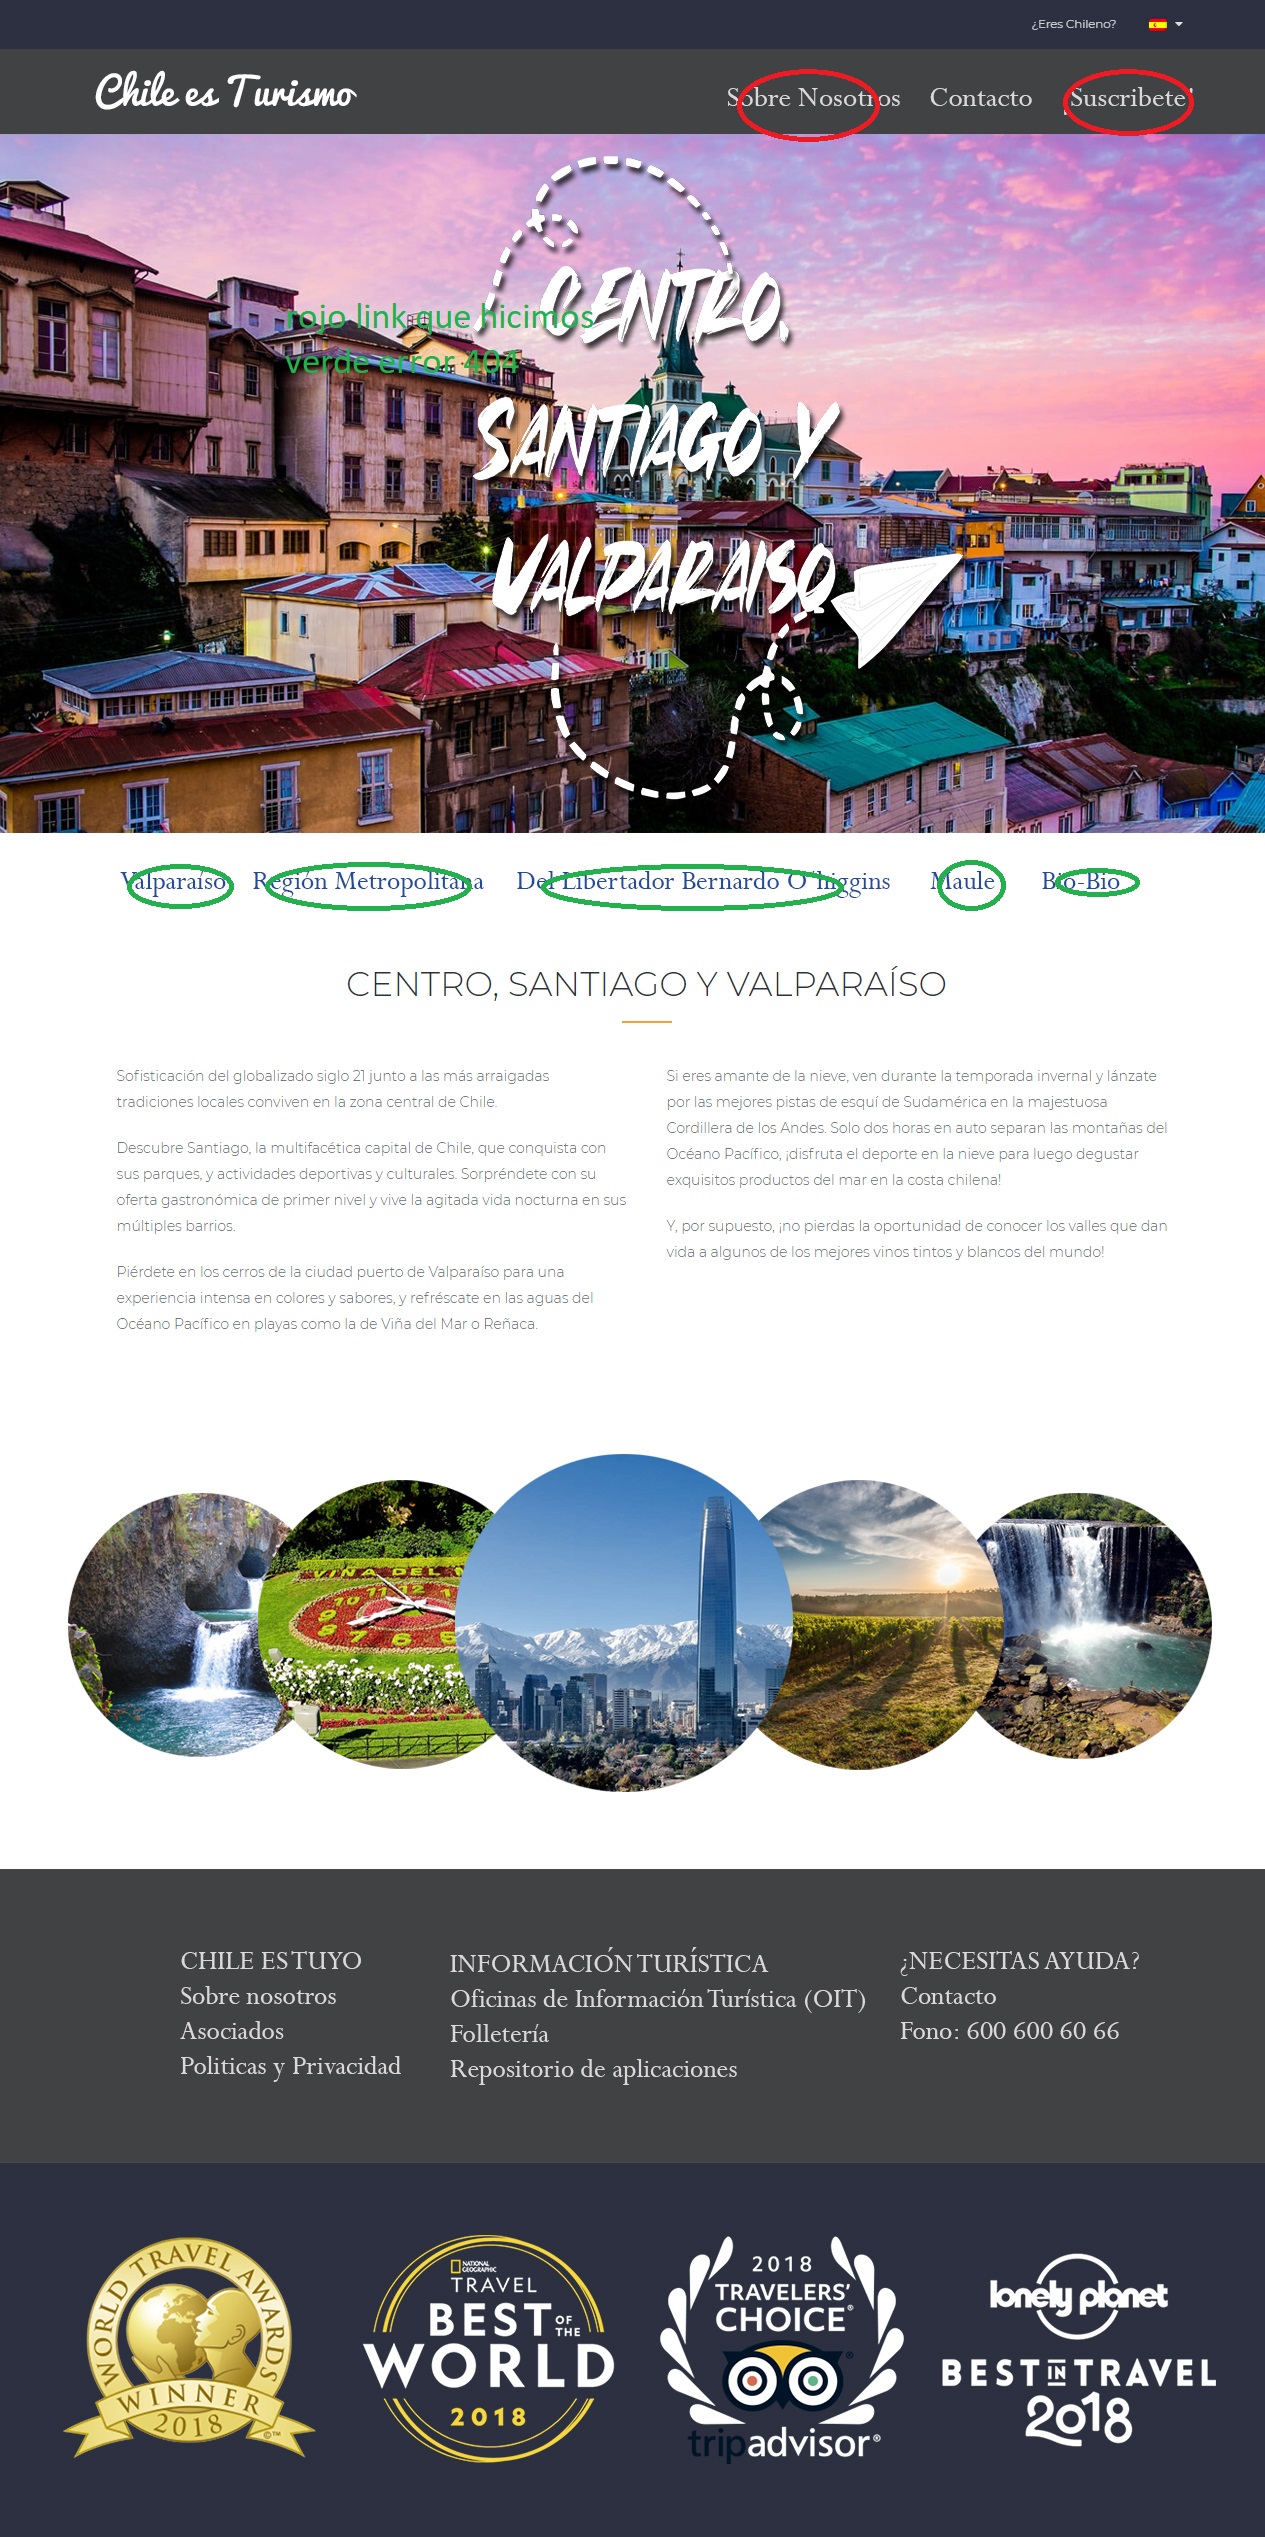 ¿Eres Chileno?
Chile es Turismo
Sobre Nosotros Contacto ¡Suscribete!
CENTRO,
rojo link que hicimos
verde error 404
SANTIAGO Y
VALPARAISO
Valparaíso Región Metropolitana Del Libertador Bernardo O'higgins Maule Bio-Bio
CENTRO, SANTIAGO Y VALPARAÍSO
Sofisticación del globalizado siglo 21 junto a las más arraigadas
tradiciones locales conviven en la zona central de Chile.
Descubre Santiago, la multifacética capital de Chile, que conquista con
sus parques, y actividades deportivas y culturales. Sorpréndete con su
oferta gastronómica de primer nivel y vive la agitada vida nocturna en sus
múltiples barrios.
Piérdete en los cerros de la ciudad puerto de Valparaíso para una
experiencia intensa en colores y sabores, y refréscate en las aguas del
Océano Pacífico en playas como la de Viña del Mar o Reñaca.
Si eres amante de la nieve, ven durante la temporada invernal y lánzate
por las mejores pistas de esquí de Sudamérica en la majestuosa
Cordillera de los Andes. Solo dos horas en auto separan las montañas del
Océano Pacífico, ¡disfruta el deporte en la nieve para luego degustar
exquisitos productos del mar en la costa chilena!
Y, por supuesto, ¡no pierdas la oportunidad de conocer los valles que dan
vida a algunos de los mejores vinos tintos y blancos del mundo!
VIÑA DEL M
10 11 12
9
8 7 6 5
CHILE ES TUYO
Sobre nosotros
Asociados
Politicas y Privacidad
INFORMACIÓN TURÍSTICA
Oficinas de Información Turística (OIT)
Folletería
Repositorio de aplicaciones
¿NECESITAS AYUDA?
Contacto
Fono: 600 600 60 66
WORLD TRAVEL AWARDS
WINNER
2018
©™
NATIONAL
GEOGRAPHIC
TRAVEL
BEST OF THE
WORLD
2018
2018
TRAVELERS'
CHOICE®
®
tripadvisor®
lonely planet
BEST IN TRAVEL
2018